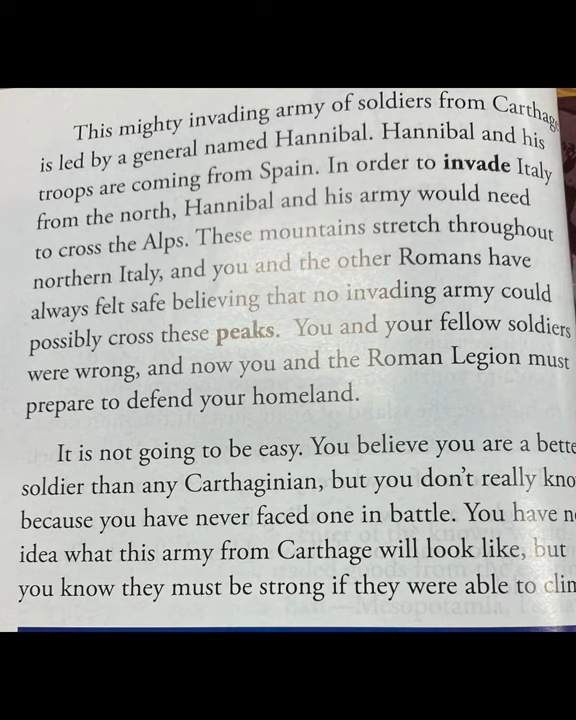 This mighty invading army of soldiers from Carthage
is led by a general named Hannibal. Hannibal and his
troops are coming from Spain. In order to invade Italy
from the north, Hannibal and his army would need
to cross the Alps. These mountains stretch throughout
northern Italy, and you and the other Romans have
always felt safe believing that no invading army could
possibly cross these peaks. You and your fellow soldiers
were wrong, and now you and the Roman Legion must
prepare to defend your homeland.
It is not going to be easy. You believe you are a bette
soldier than any Carthaginian, but you don't really kno
because you have never faced one in battle. You have n
idea what this army from Carthage will look like, but
you know they must be strong if they were able to clim